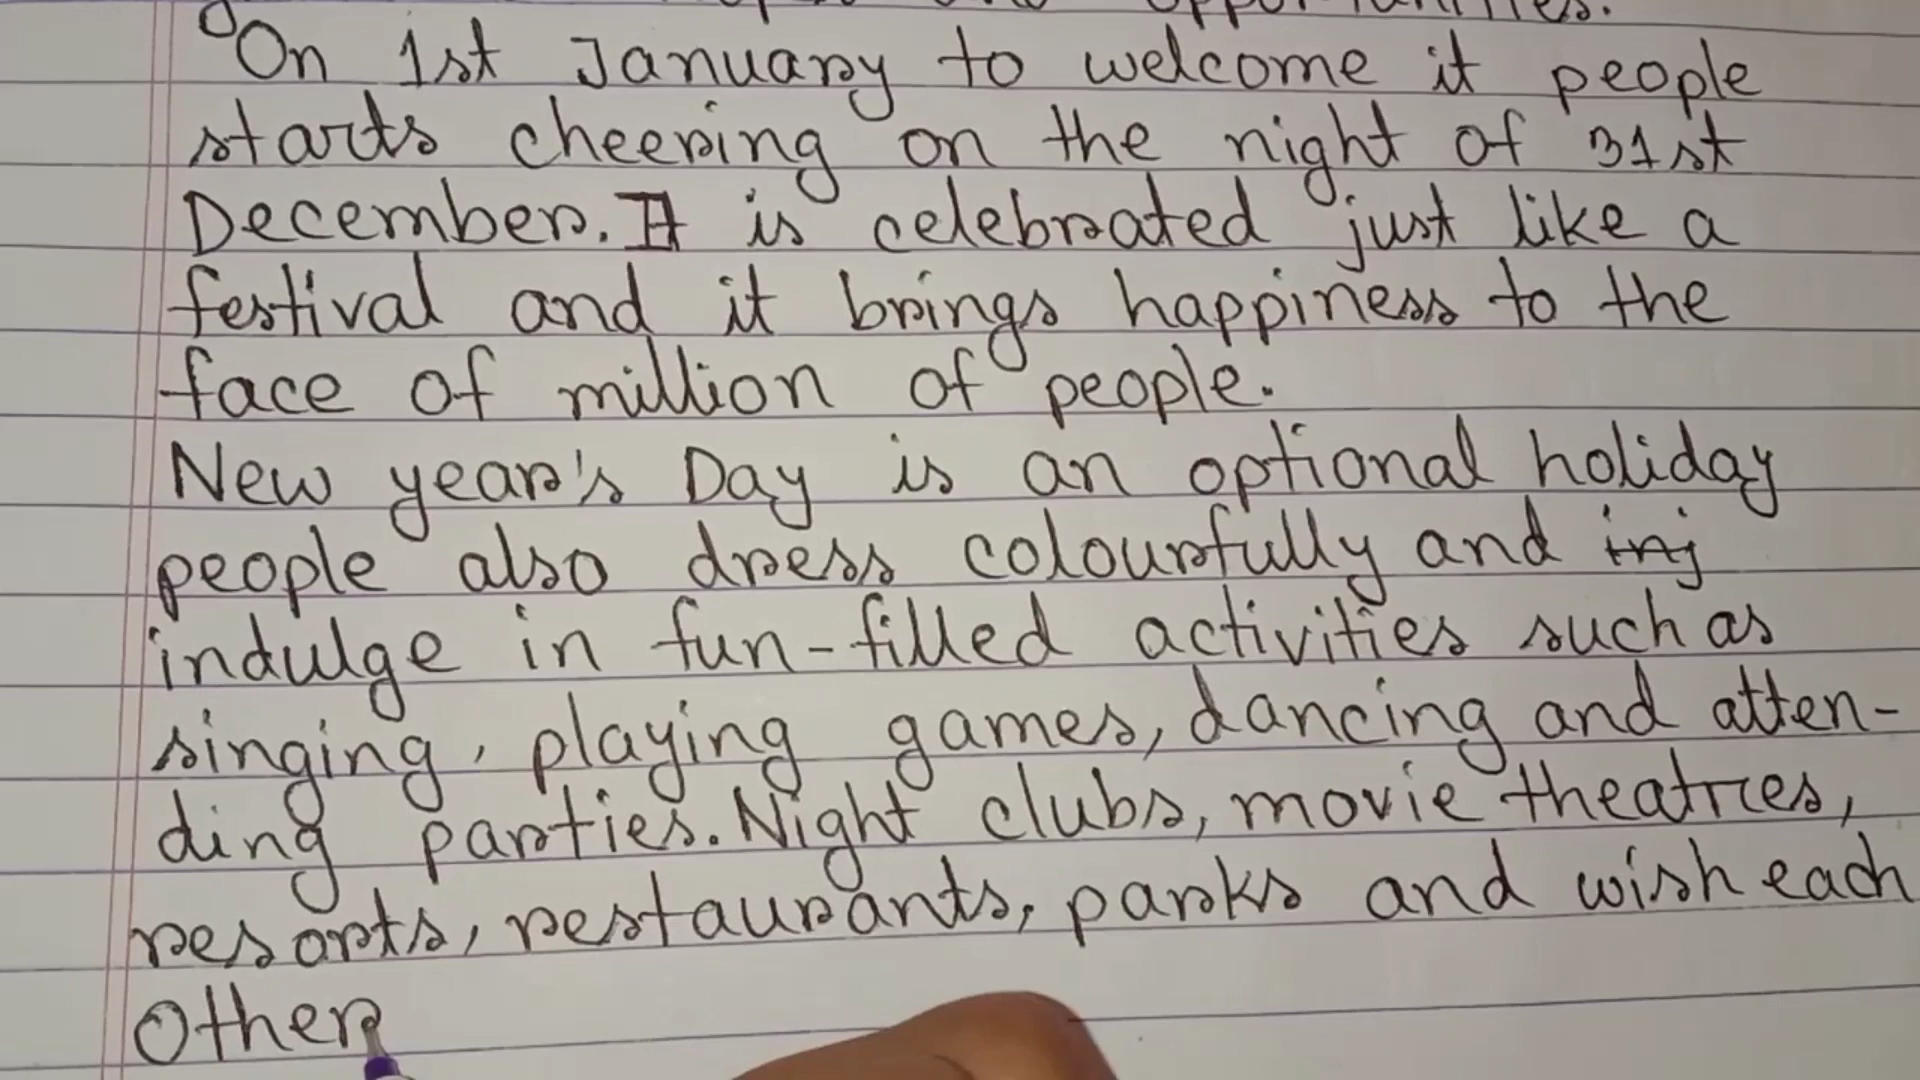 opportunities.
On 1st January to welcome it people
starts cheering on the night of 31st
December. It is celebrated just like a
festival and it brings happiness to the
face of million of people.
New year's Day is an optional holiday
people also dress colourfully and inj
indulge in fun-filled activities such as
singing, playing games, dancing and atten-
ding parties. Night clubs, movie theatres,
resorts, restaurants, parks and wish each
Other